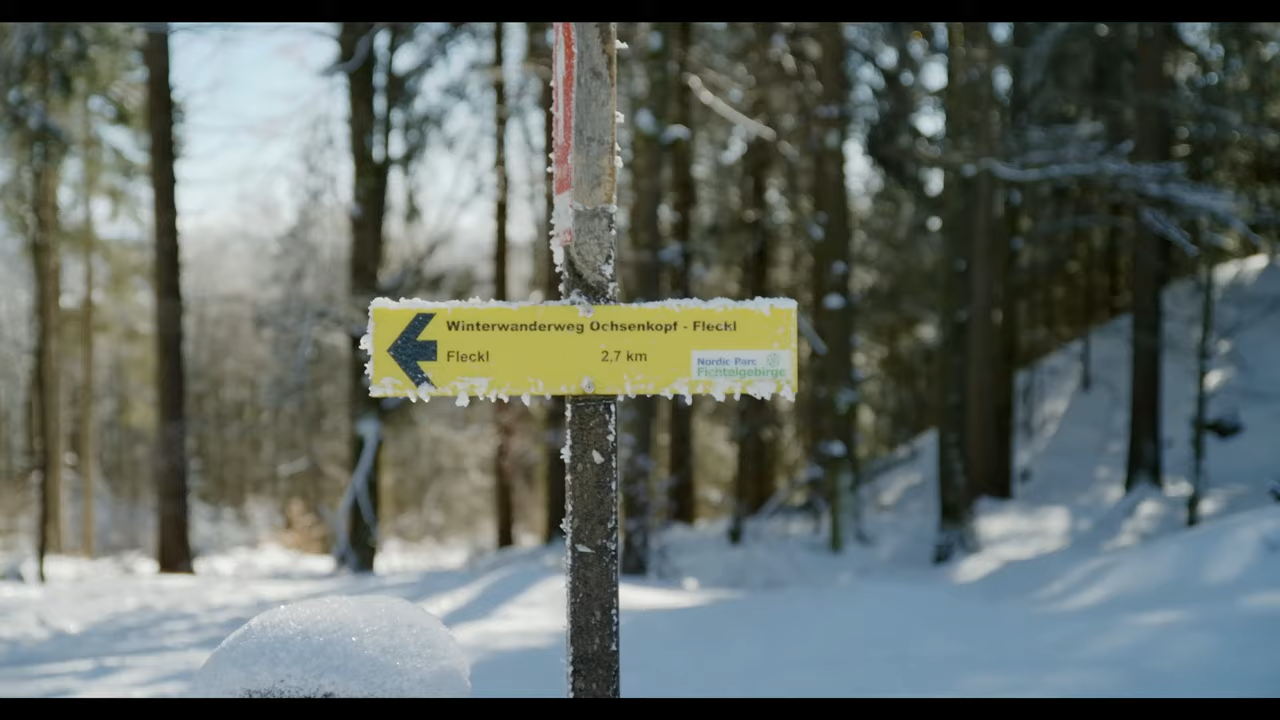 Winterwanderweg Ochsenkopf - Fleckl
Fleckl 2,7 km
Nordic Parc
Fichtelgebirge